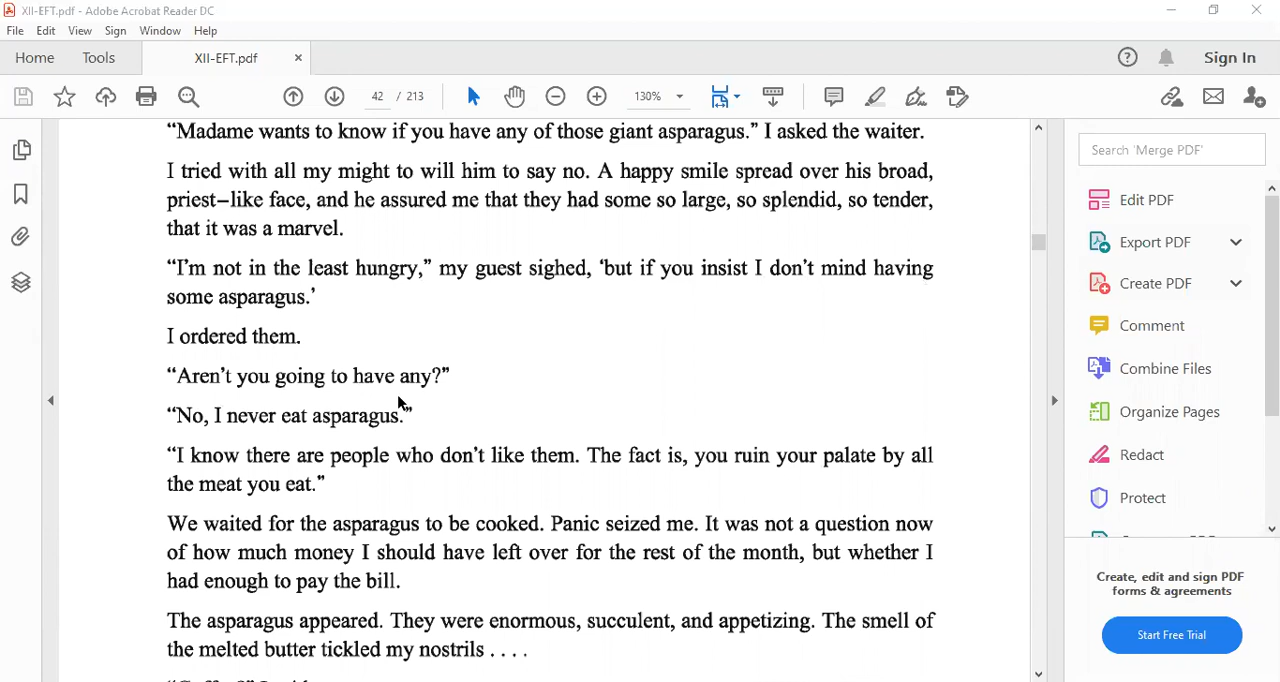 XII-EFT.pdf - Adobe Acrobat Reader DC
File Edit View Sign Window Help
Home Tools XII-EFT.pdf × Sign In
42 / 213 130%
“Madame wants to know if you have any of those giant asparagus.” I asked the waiter.
I tried with all my might to will him to say no. A happy smile spread over his broad,
priest–like face, and he assured me that they had some so large, so splendid, so tender,
that it was a marvel.
“I’m not in the least hungry,” my guest sighed, ‘but if you insist I don’t mind having
some asparagus.’
I ordered them.
“Aren’t you going to have any?”
“No, I never eat asparagus.”
“I know there are people who don’t like them. The fact is, you ruin your palate by all
the meat you eat.”
We waited for the asparagus to be cooked. Panic seized me. It was not a question now
of how much money I should have left over for the rest of the month, but whether I
had enough to pay the bill.
The asparagus appeared. They were enormous, succulent, and appetizing. The smell of
the melted butter tickled my nostrils . . . .
Search 'Merge PDF'
Edit PDF
Export PDF
Create PDF
Comment
Combine Files
Organize Pages
Redact
Protect
Create, edit and sign PDF
forms & agreements
Start Free Trial